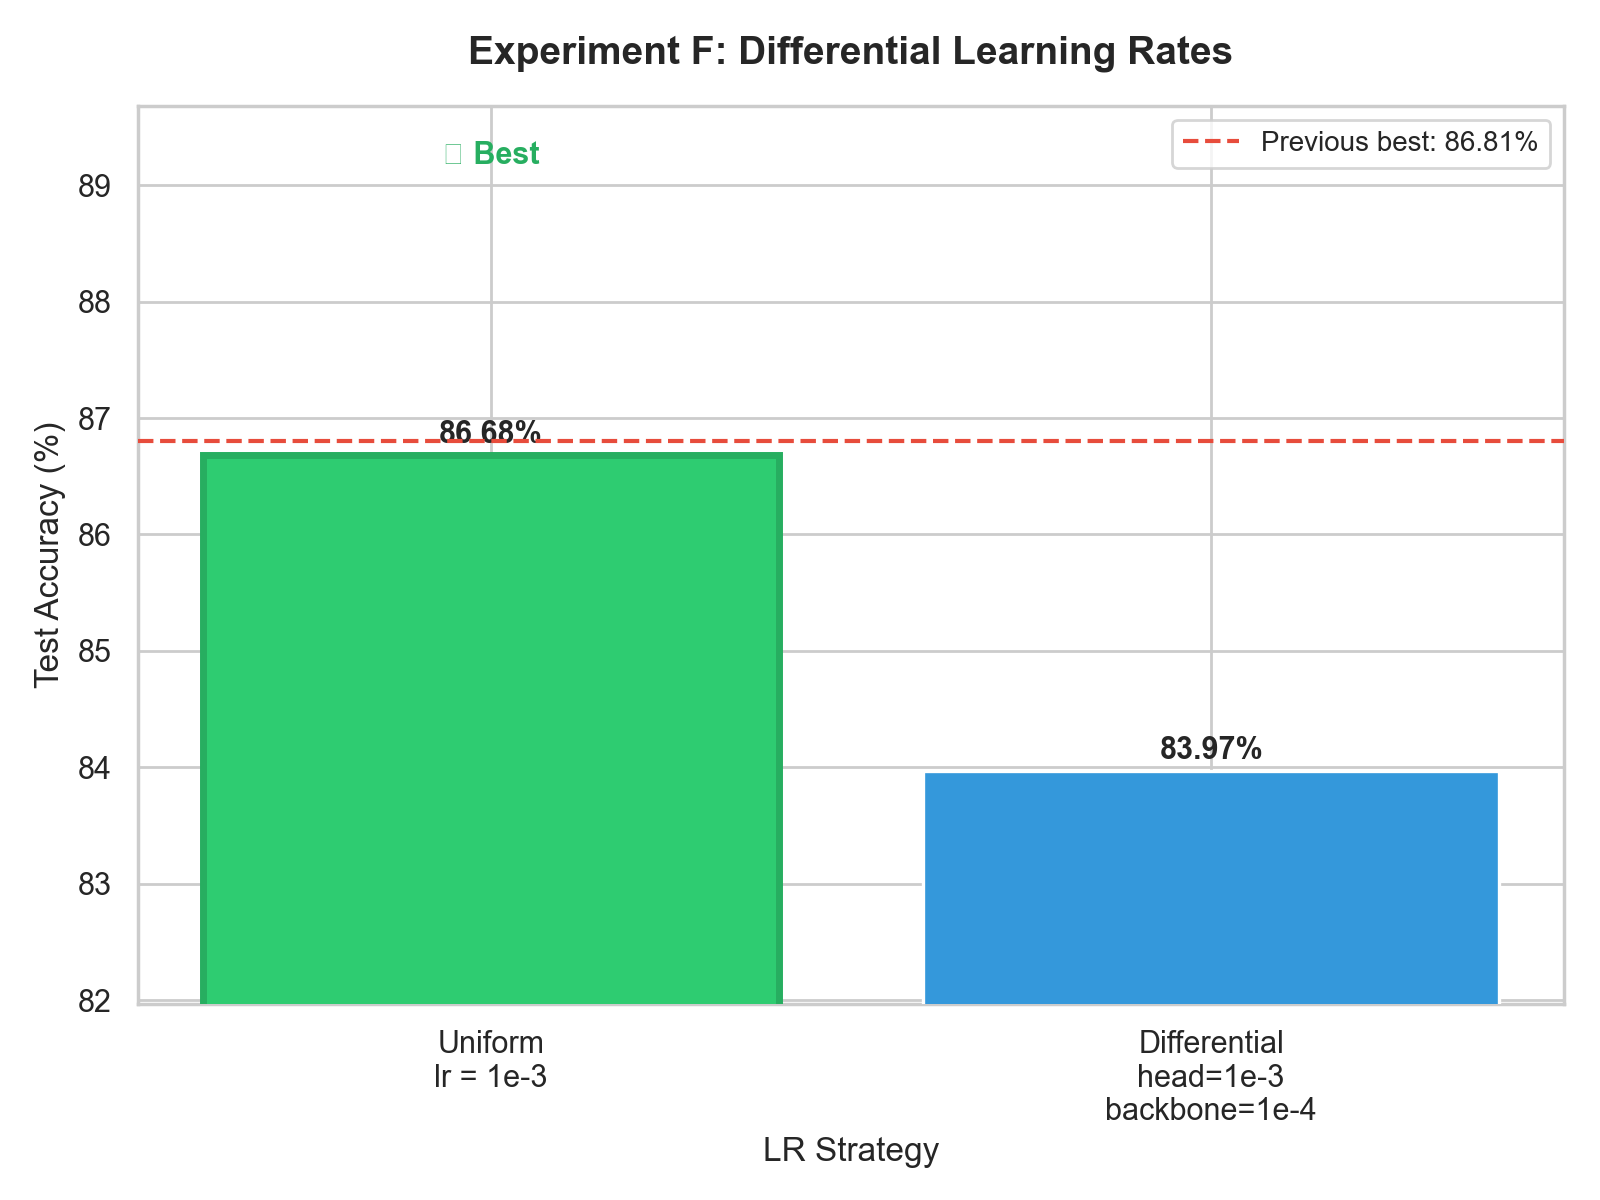 Experiment F: Differential Learning Rates
Best
Previous best: 86.81%
89
88
87
86
85
84
83
82
Test Accuracy (%)
86.68%
83.97%
Uniform
lr = 1e-3
Differential
head=1e-3
backbone=1e-4
LR Strategy